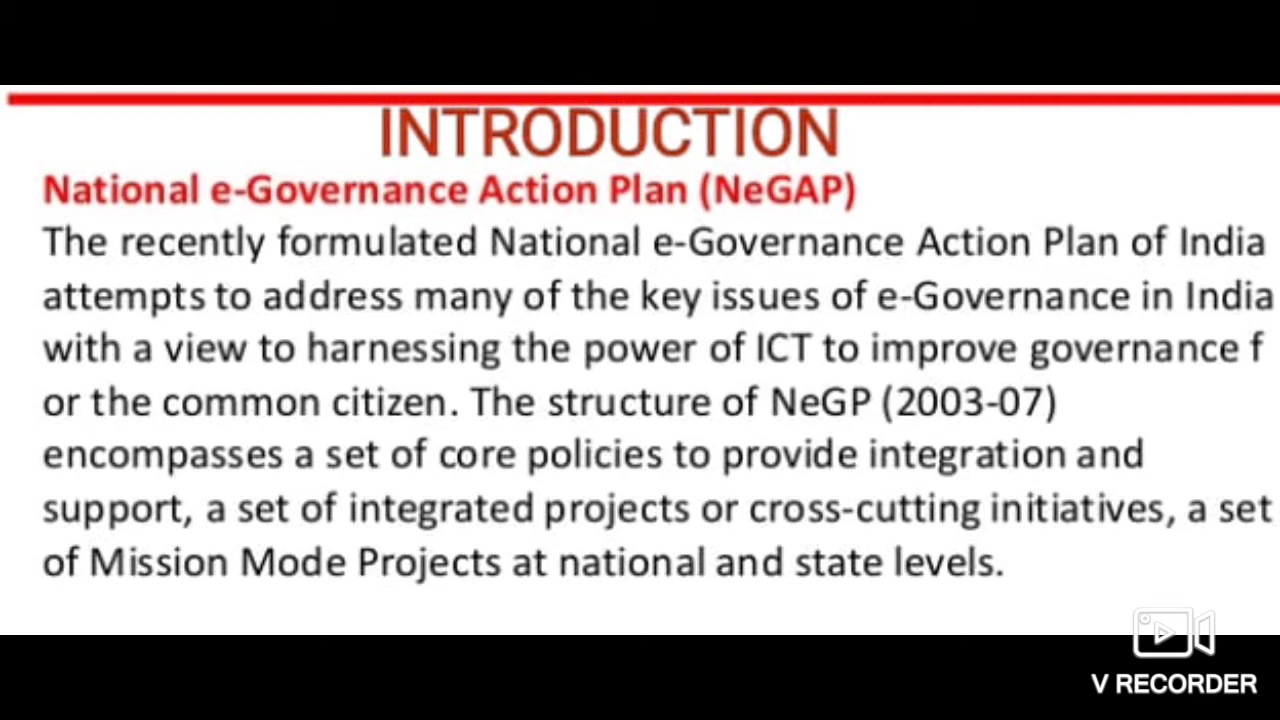 INTRODUCTION
National e-Governance Action Plan (NeGAP)
The recently formulated National e-Governance Action Plan of India
attempts to address many of the key issues of e-Governance in India
with a view to harnessing the power of ICT to improve governance f
or the common citizen. The structure of NeGP (2003-07)
encompasses a set of core policies to provide integration and
support, a set of integrated projects or cross-cutting initiatives, a set
of Mission Mode Projects at national and state levels.
V RECORDER